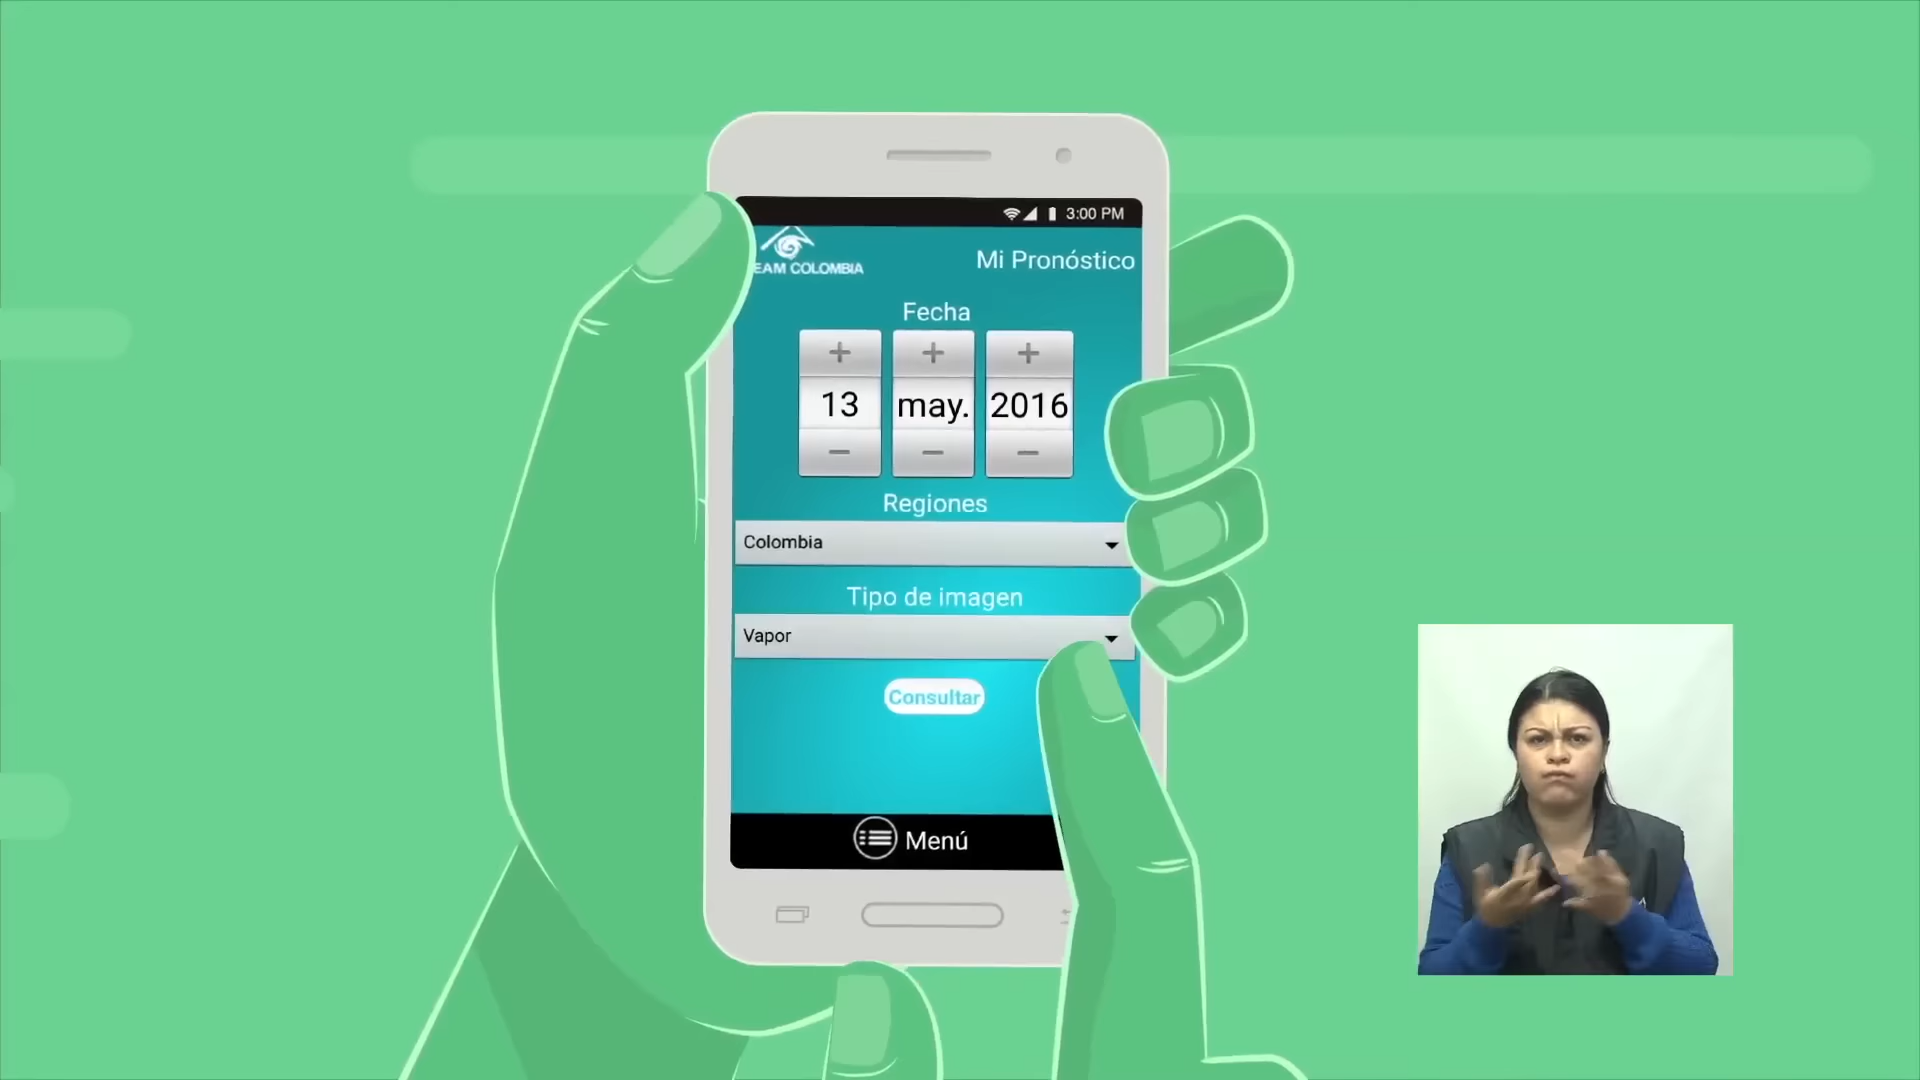 3:00 PM
EAM COLOMBIA
Mi Pronóstico
Fecha
+ + +
13 may. 2016
− − −
Regiones
Colombia
Tipo de imagen
Vapor
Consultar
Menú